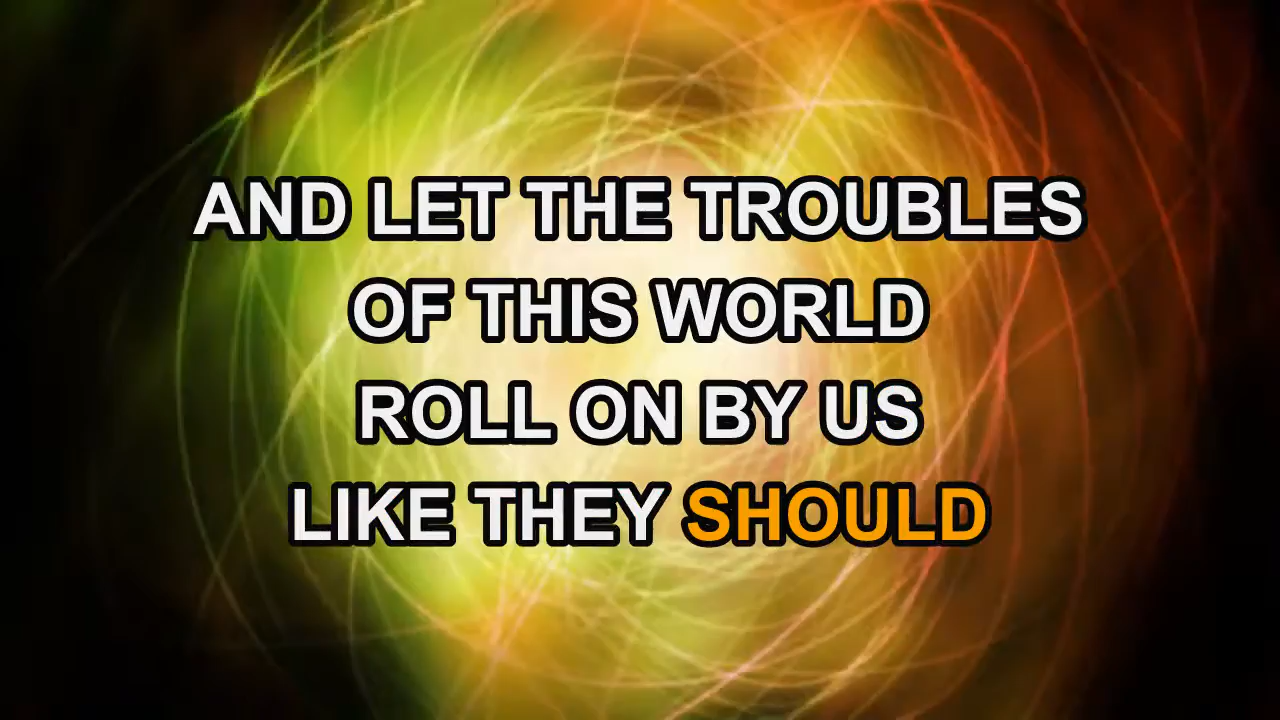 AND LET THE TROUBLES
OF THIS WORLD
ROLL ON BY US
LIKE THEY SHOULD